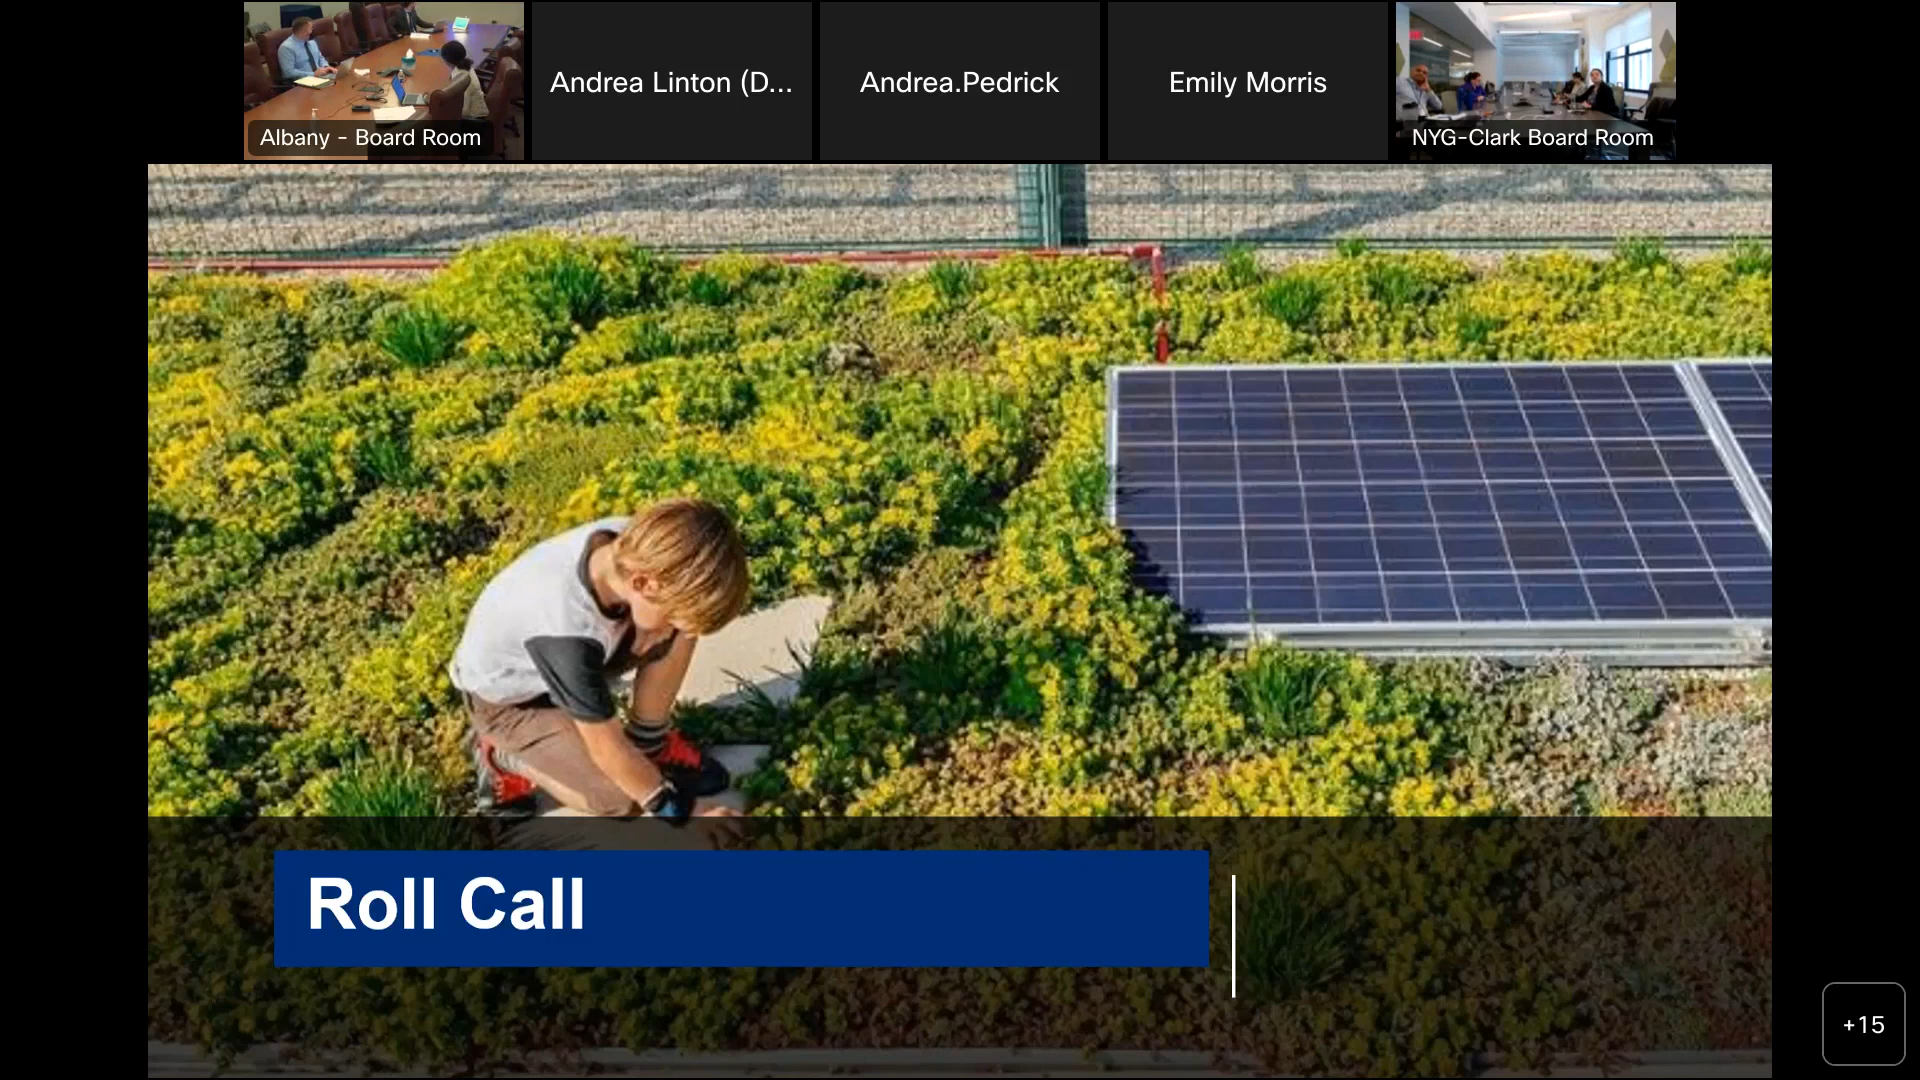 Albany - Board Room
Andrea Linton (D...
Andrea.Pedrick
Emily Morris
NYG-Clark Board Room
Roll Call
+15